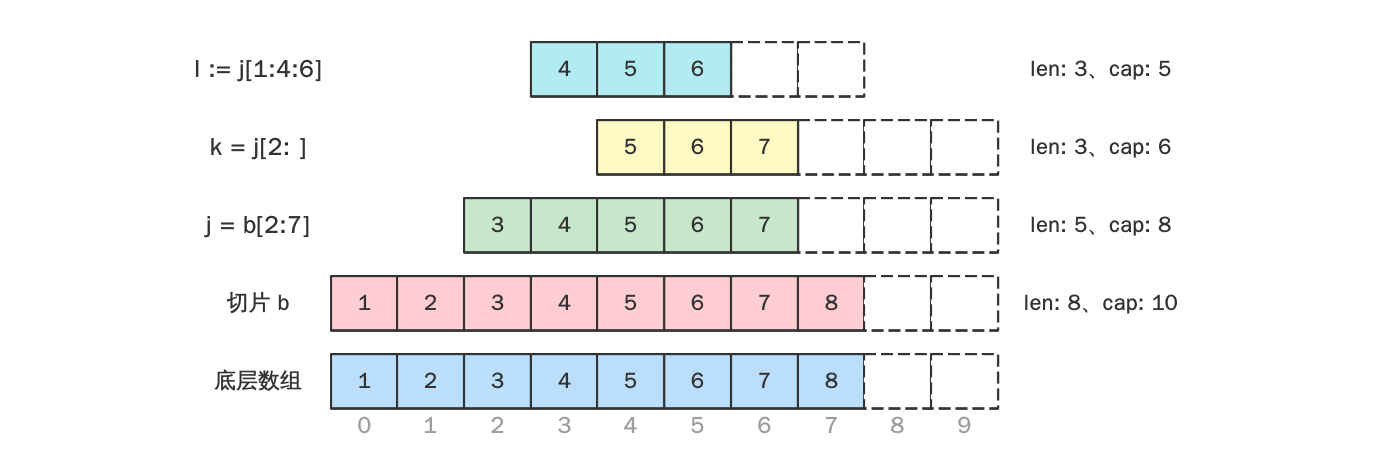 l := j[1:4:6] 4 5 6 len: 3、cap: 5
k = j[2: ] 5 6 7 len: 3、cap: 6
j = b[2:7] 3 4 5 6 7 len: 5、cap: 8
切片 b 1 2 3 4 5 6 7 8 len: 8、cap: 10
底层数组 1 2 3 4 5 6 7 8
0 1 2 3 4 5 6 7 8 9